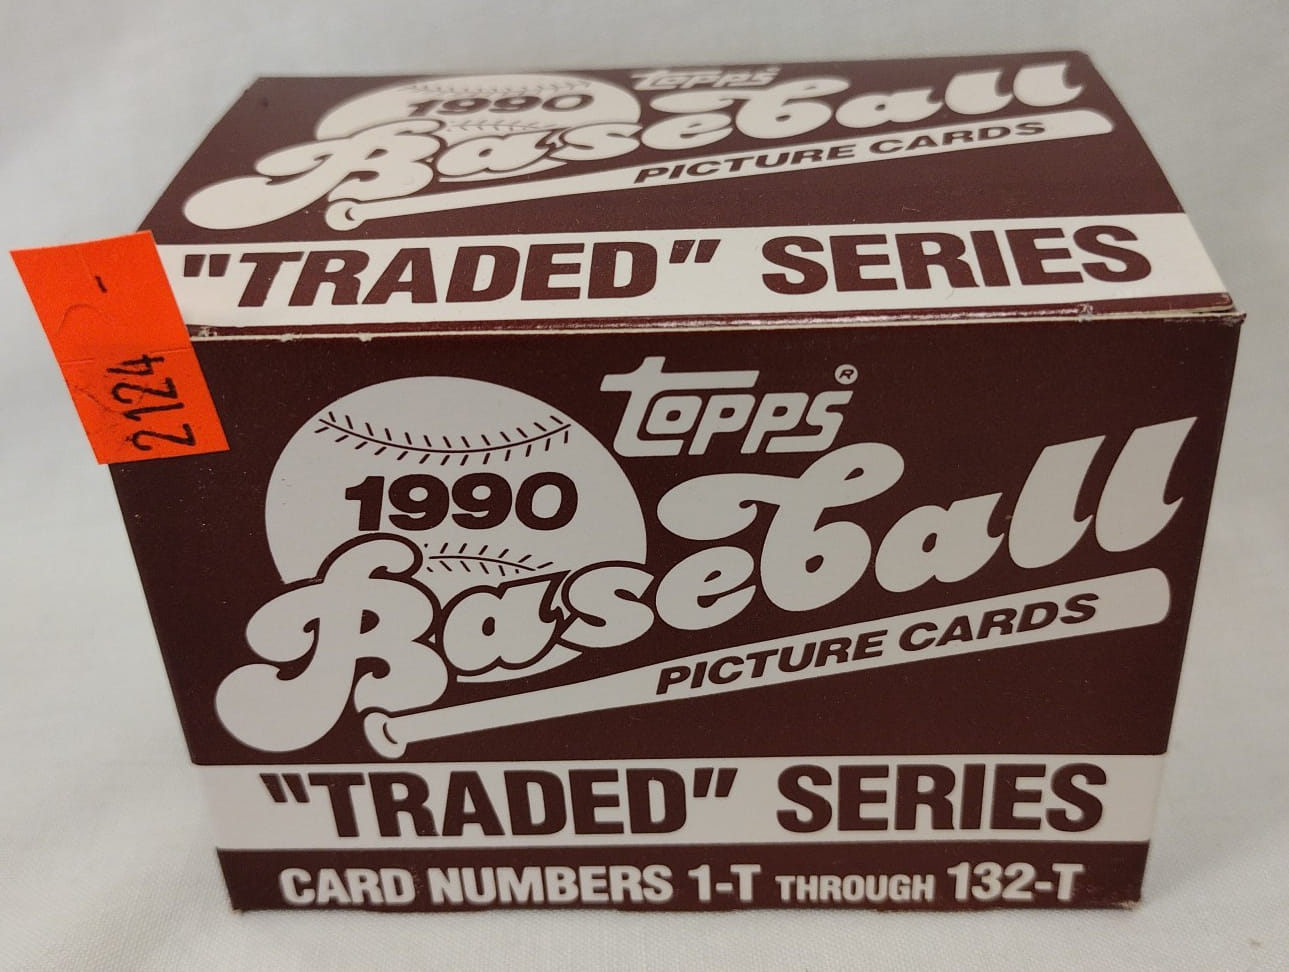 Topps
1990
Baseball
PICTURE CARDS
"TRADED" SERIES
2124
Topps®
1990
Baseball
PICTURE CARDS
"TRADED" SERIES
CARD NUMBERS 1-T THROUGH 132-T